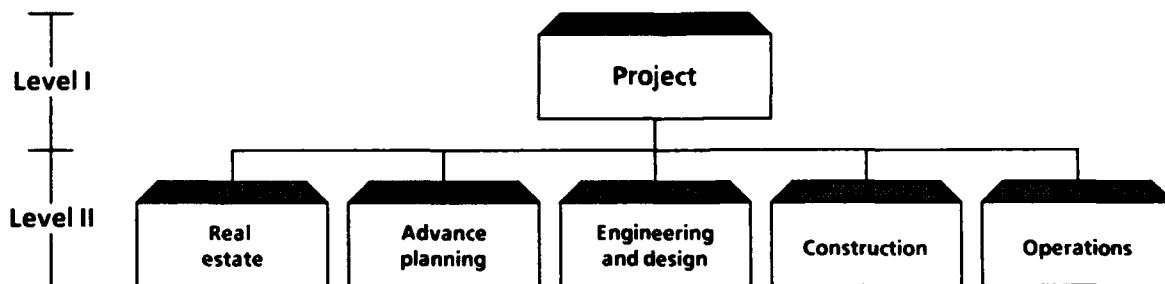 Level I
Project
Level II
Real
estate
Advance
planning
Engineering
and design
Construction
Operations